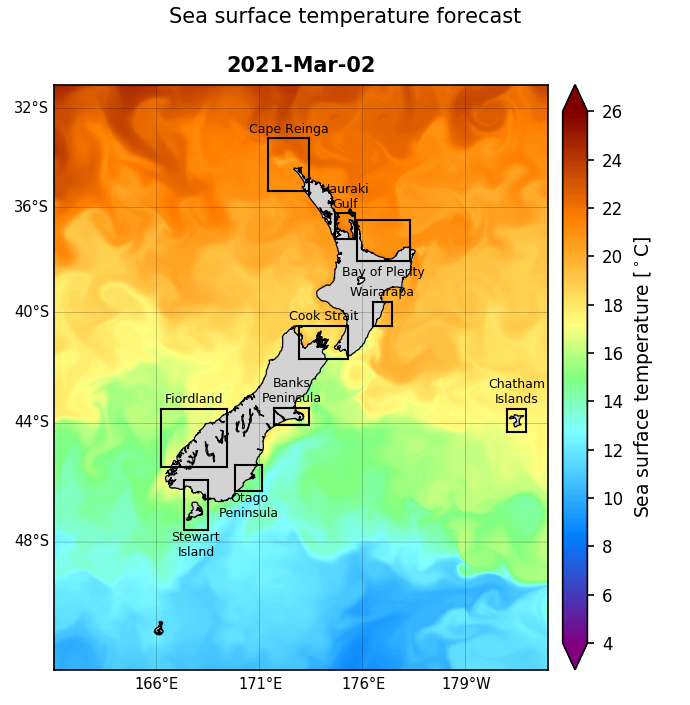 Sea surface temperature forecast
2021-Mar-02
32°S
36°S
40°S
44°S
48°S
Cape Reinga
Hauraki
Gulf
Bay of Plenty
Wairarapa
Cook Strait
Banks
Peninsula
Fiordland
Chatham
Islands
Otago
Peninsula
Stewart
Island
166°E
171°E
176°E
179°W
26
24
22
20
18
16
14
12
10
8
6
4
Sea surface temperature [°C]